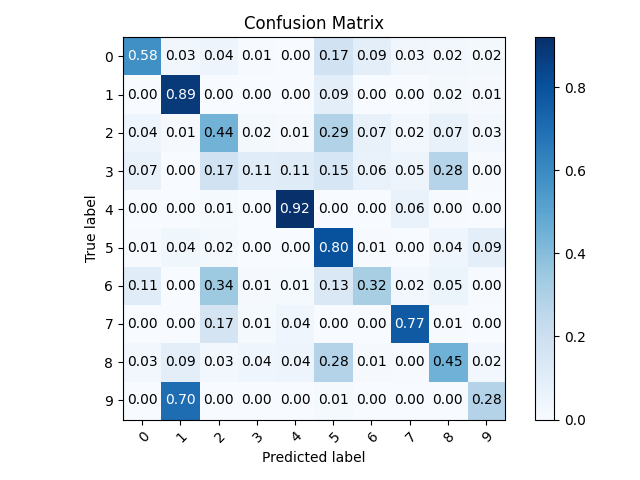 Confusion Matrix
0 0.58 0.03 0.04 0.01 0.00 0.17 0.09 0.03 0.02 0.02
1 0.00 0.89 0.00 0.00 0.00 0.09 0.00 0.00 0.02 0.01
2 0.04 0.01 0.44 0.02 0.01 0.29 0.07 0.02 0.07 0.03
3 0.07 0.00 0.17 0.11 0.11 0.15 0.06 0.05 0.28 0.00
4 0.00 0.00 0.01 0.00 0.92 0.00 0.00 0.06 0.00 0.00
5 0.01 0.04 0.02 0.00 0.00 0.80 0.01 0.00 0.04 0.09
6 0.11 0.00 0.34 0.01 0.01 0.13 0.32 0.02 0.05 0.00
7 0.00 0.00 0.17 0.01 0.04 0.00 0.00 0.77 0.01 0.00
8 0.03 0.09 0.03 0.04 0.04 0.28 0.01 0.00 0.45 0.02
9 0.00 0.70 0.00 0.00 0.00 0.01 0.00 0.00 0.00 0.28
0 1 2 3 4 5 6 7 8 9
True label
Predicted label
0.8
0.6
0.4
0.2
0.0